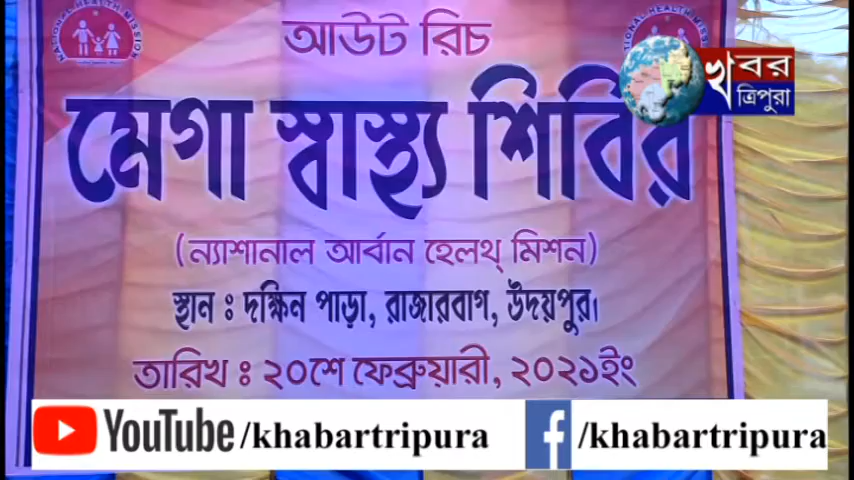 আউট রিচ
খবর
ত্রিপুরা
মেগা স্বাস্থ্য শিবির
(ন্যাশানাল আর্বান হেলথ্ মিশন)
স্থান : দক্ষিন পাড়া, রাজারবাগ, উদয়পুর।
তারিখ : ২০শে ফেব্রুয়ারী, ২০২১ইং
YouTube /khabartripura
f /khabartripura